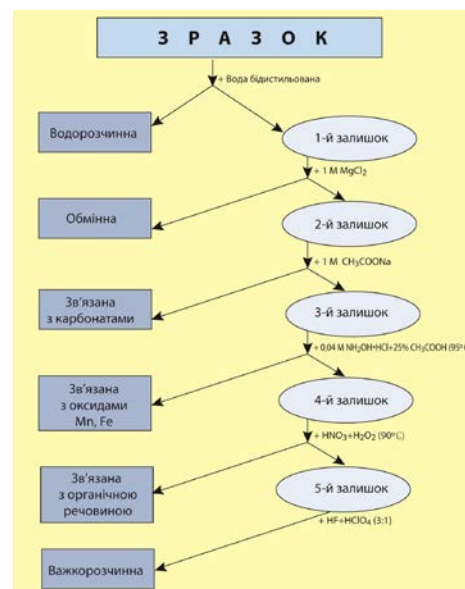 З Р А З О К
+ Вода бідистильована
Водорозчинна
1-й залишок
+ 1 М MgCl₂
Обмінна
2-й залишок
+ 1 М CH₃COONa
Зв'язана
з карбонатами
3-й залишок
+ 0,04 М NH₂OH•HCl+25% CH₃COOH (95°C
Зв'язана
з оксидами
Mn, Fe
4-й залишок
+ HNO₃+H₂O₂ (90°C)
Зв'язана
з органічною
речовиною
5-й залишок
+ HF+HClO₄ (3:1)
Важкорозчинна